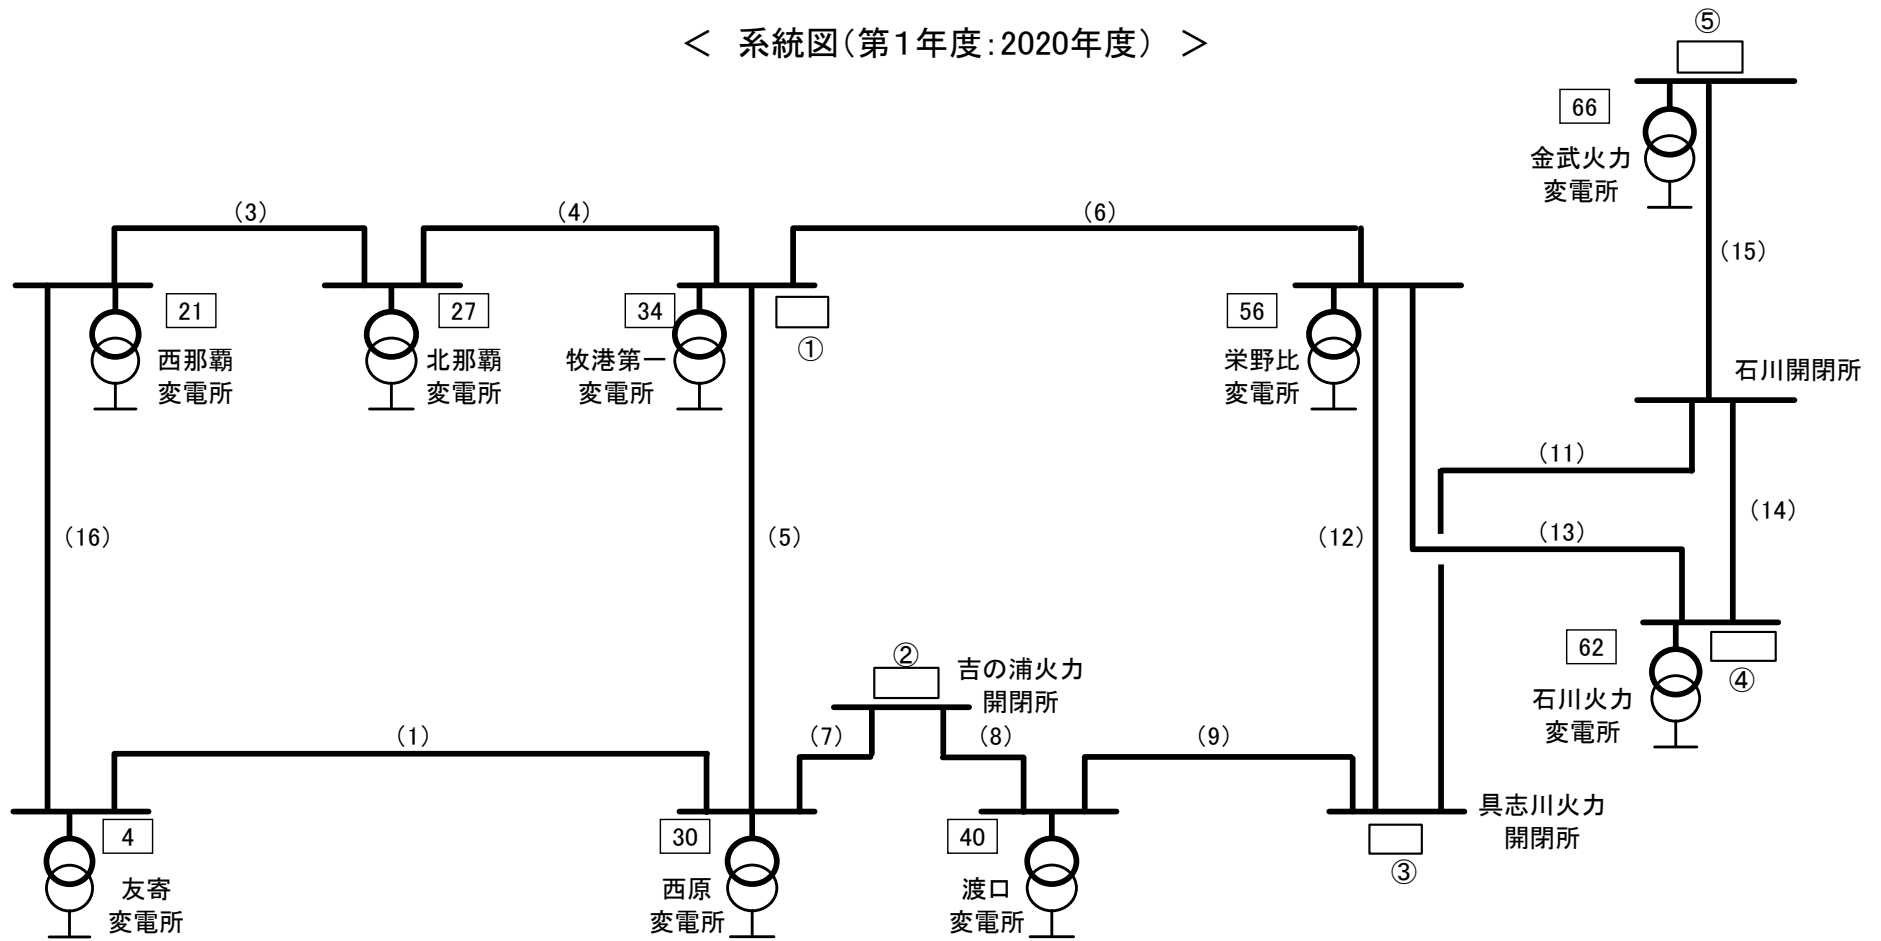 ＜ 系統図（第１年度：2020年度） ＞
⑤
66
金武火力
変電所
（3）
（4）
（6）
（15）
21
西那覇
変電所
27
北那覇
変電所
34
牧港第一
変電所
①
56
栄野比
変電所
石川開閉所
（11）
（14）
（16）
（5）
（12）
（13）
②
吉の浦火力
開閉所
62
石川火力
変電所
④
（1）
（7）
（8）
（9）
4
友寄
変電所
30
西原
変電所
40
渡口
変電所
具志川火力
開閉所
③